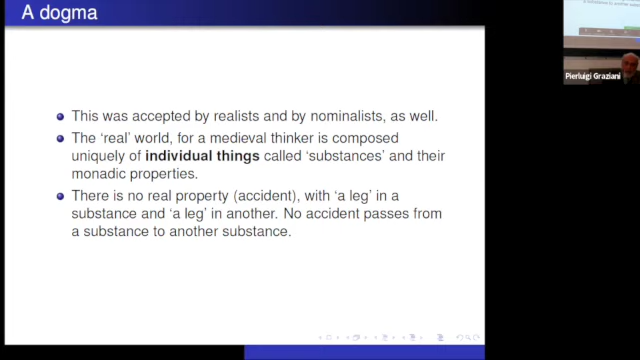 A dogma
This was accepted by realists and by nominalists, as well.
The ‘real’ world, for a medieval thinker is composed
uniquely of individual things called ‘substances’ and their
monadic properties.
There is no real property (accident), with ‘a leg’ in a
substance and ‘a leg’ in another. No accident passes from
a substance to another substance.
Pierluigi Graziani